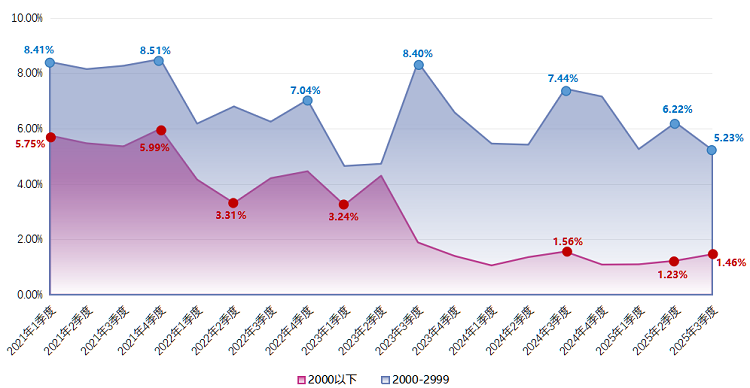 10.00%
8.00%
6.00%
4.00%
2.00%
0.00%
8.41%
8.51%
7.04%
8.40%
7.44%
6.22%
5.23%
5.75%
5.99%
3.31%
3.24%
1.56%
1.23%
1.46%
2021年1季度
2021年2季度
2021年3季度
2021年4季度
2022年1季度
2022年2季度
2022年3季度
2022年4季度
2023年1季度
2023年2季度
2023年3季度
2023年4季度
2024年1季度
2024年2季度
2024年3季度
2024年4季度
2025年1季度
2025年2季度
2025年3季度
2000以下 2000-2999